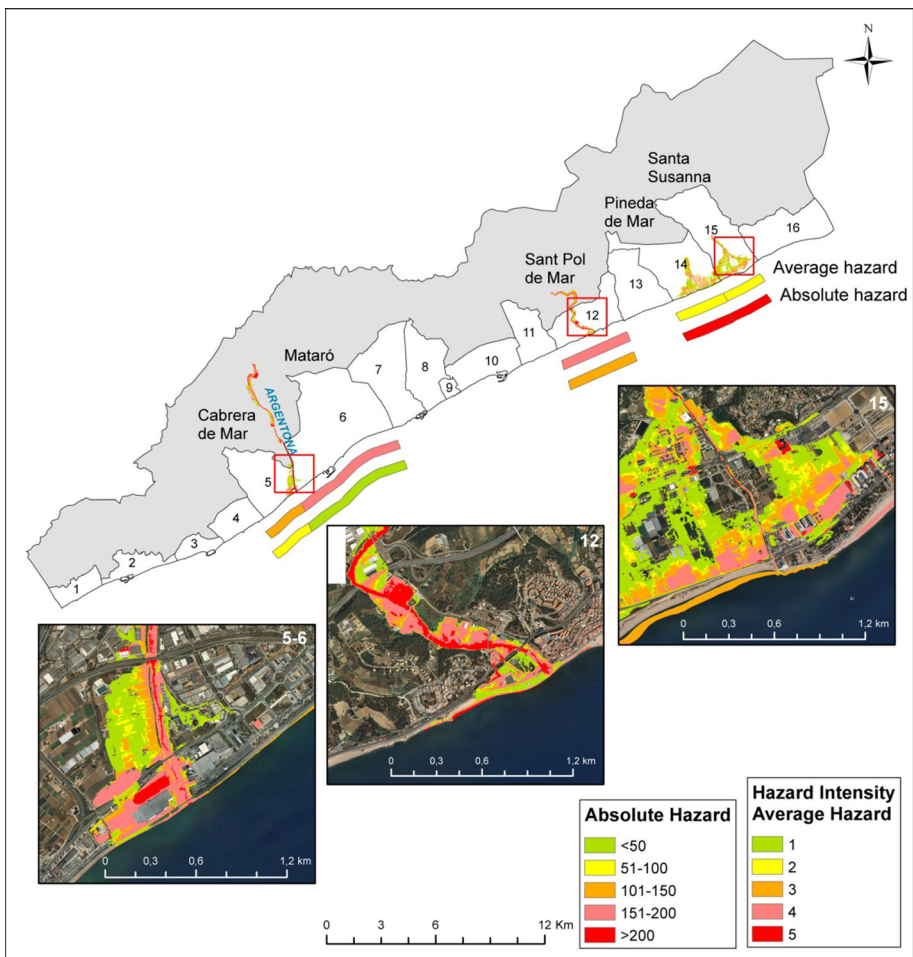 N
Santa
Susanna
Pineda
de Mar
16
15
Sant Pol
de Mar
14
Average hazard
13
Absolute hazard
12
11
Mataró
7
8
10
9
ARGENTONA
6
Cabrera
de Mar
5
4
3
2
1
15
0 0,3 0,6 1,2 km
12
0 0,3 0,6 1,2 km
5-6
0 0,3 0,6 1,2 km
Absolute Hazard
<50
51-100
101-150
151-200
>200
Hazard Intensity
Average Hazard
1
2
3
4
5
0 3 6 12 Km